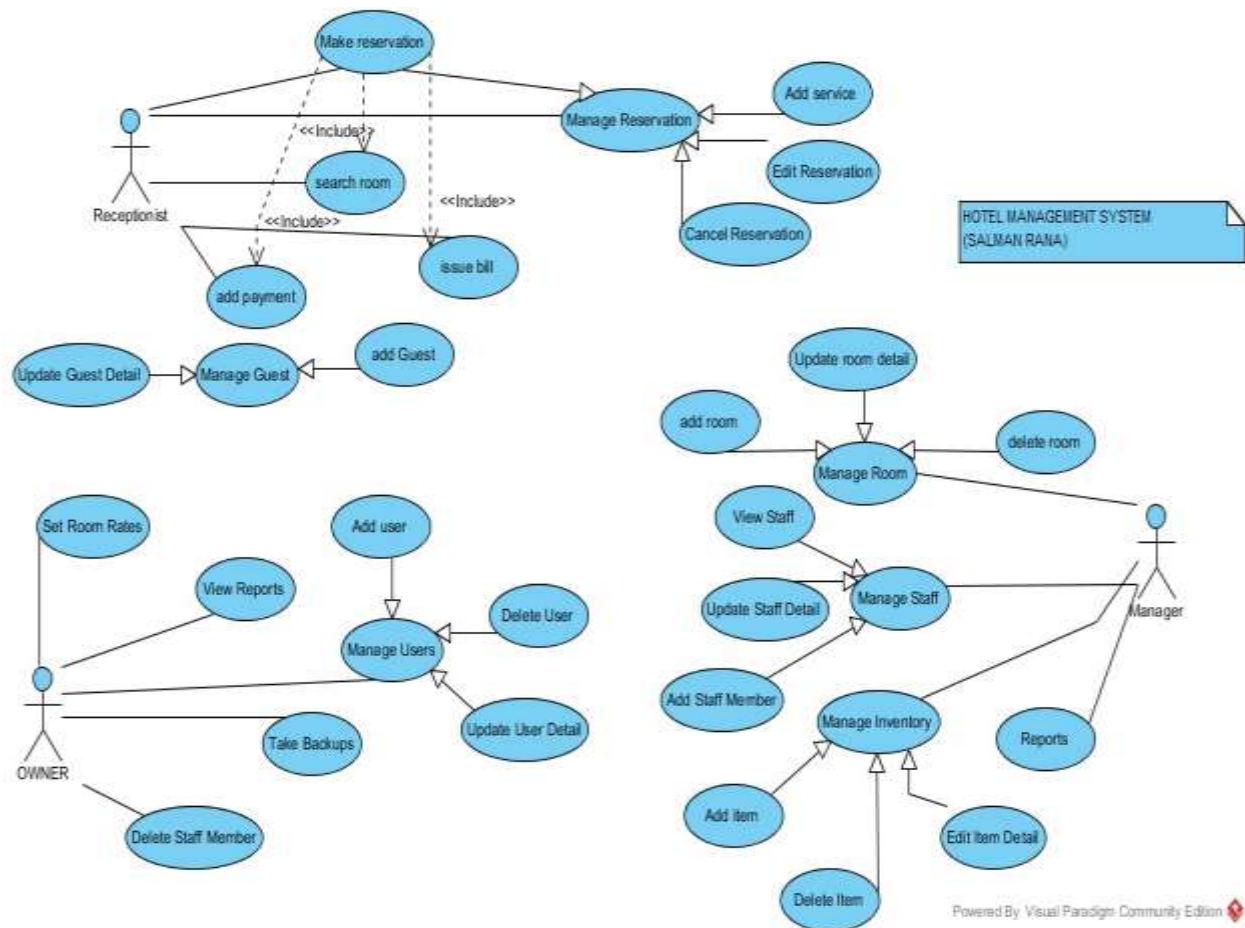 Make reservation
Add service
Manage Reservation
<<Include>>
Edit Reservation
search room
<<Include>>
Receptionist
<<Include>>
HOTEL MANAGEMENT SYSTEM
(SALMAN RANA)
Cancel Reservation
issue bill
add payment
add Guest
Update Guest Detail
Manage Guest
Update room detail
add room
delete room
Manage Room
Set Room Rates
Add user
View Staff
View Reports
Manage Staff
Update Staff Detail
Manager
Delete User
Manage Users
Add Staff Member
Manage Inventory
Update User Detail
Take Backups
Reports
OWNER
Add item
Delete Staff Member
Edit Item Detail
Delete Item
Powered By Visual Paradigm Community Edition